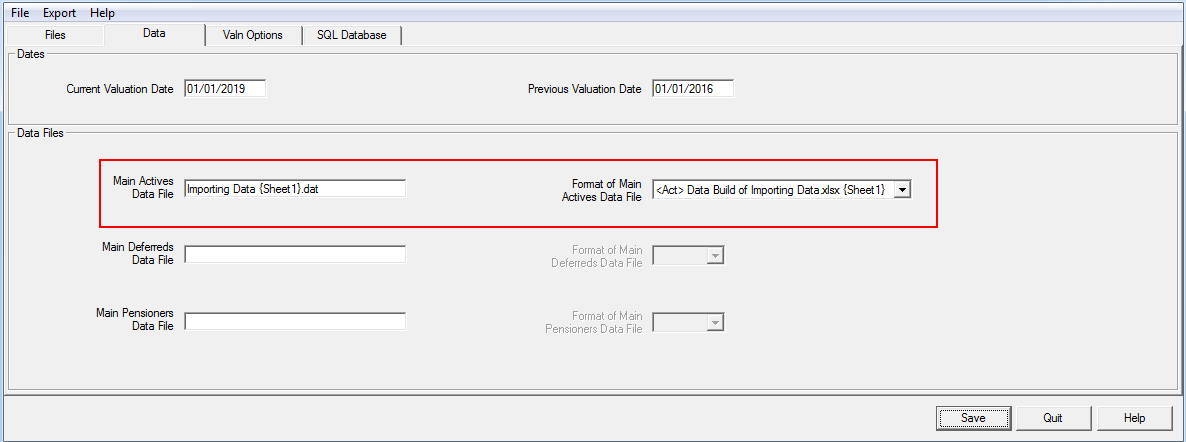 File Export Help
Files Data Valn Options SQL Database
Dates
Current Valuation Date 01/01/2019 Previous Valuation Date 01/01/2016
Data Files
Main Actives
Data File
Importing Data {Sheet1}.dat
Format of Main
Actives Data File
<Act> Data Build of Importing Data.xlsx {Sheet1}
Main Deferreds
Data File
Format of Main
Deferreds Data File
Main Pensioners
Data File
Format of Main
Pensioners Data File
Save Quit Help